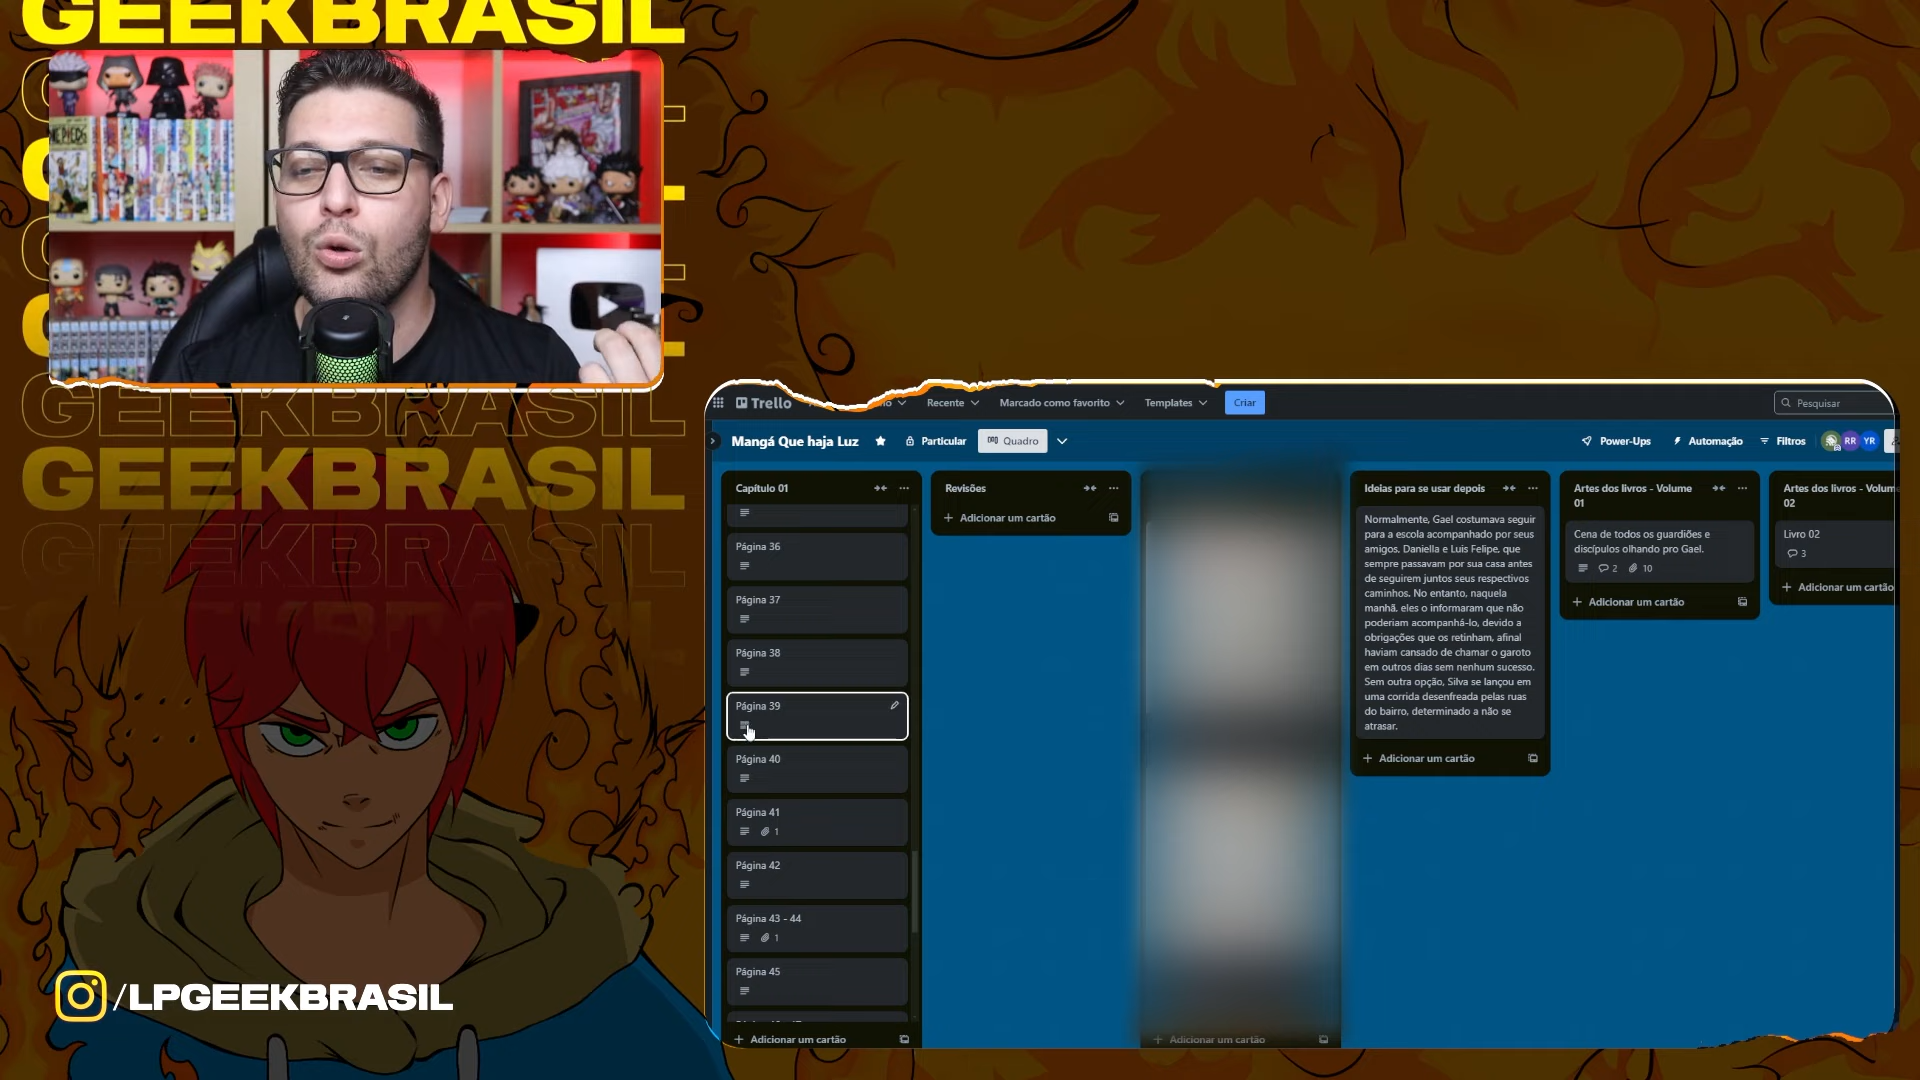 GEEKBRASIL
GEEKBRASIL
GEEKBRASIL
GEEKBRASIL
/LPGEEKBRASIL
Trello
Recente
Marcado como favorito
Templates
Criar
Pesquisar
Mangá Que haja Luz
Particular
Quadro
Power-Ups
Automação
Filtros
RR
YR
Capítulo 01
Página 36
Página 37
Página 38
Página 39
Página 40
Página 41
1
Página 42
Página 43 - 44
1
Página 45
+ Adicionar um cartão
Revisões
+ Adicionar um cartão
+ Adicionar um cartão
Ideias para se usar depois
Normalmente, Gael costumava seguir
para a escola acompanhado por seus
amigos, Daniella e Luis Felipe, que
sempre passavam por sua casa antes
de seguirem juntos seus respectivos
caminhos. No entanto, naquela
manhã, eles o informaram que não
poderiam acompanhá-lo, devido a
obrigações que os retinham, afinal
haviam cansado de chamar o garoto
em outros dias sem nenhum sucesso.
Sem outra opção, Silva se lançou em
uma corrida desenfreada pelas ruas
do bairro, determinado a não se
atrasar.
+ Adicionar um cartão
Artes dos livros - Volume
01
Cena de todos os guardiões e
discípulos olhando pro Gael.
2 10
+ Adicionar um cartão
Artes dos livros - Volum
02
Livro 02
3
+ Adicionar um cartão